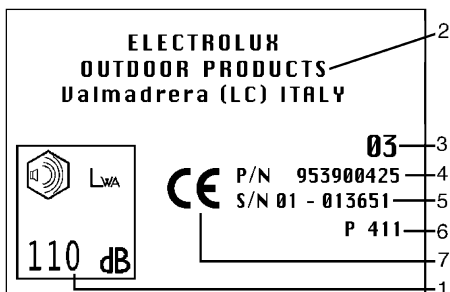 ELECTROLUX
OUTDOOR PRODUCTS
Valmadrera (LC) ITALY
2
03 3
P/N 953900425 4
S/N 01 - 013651 5
P 411 6
LWA
CE
7
110 dB
1